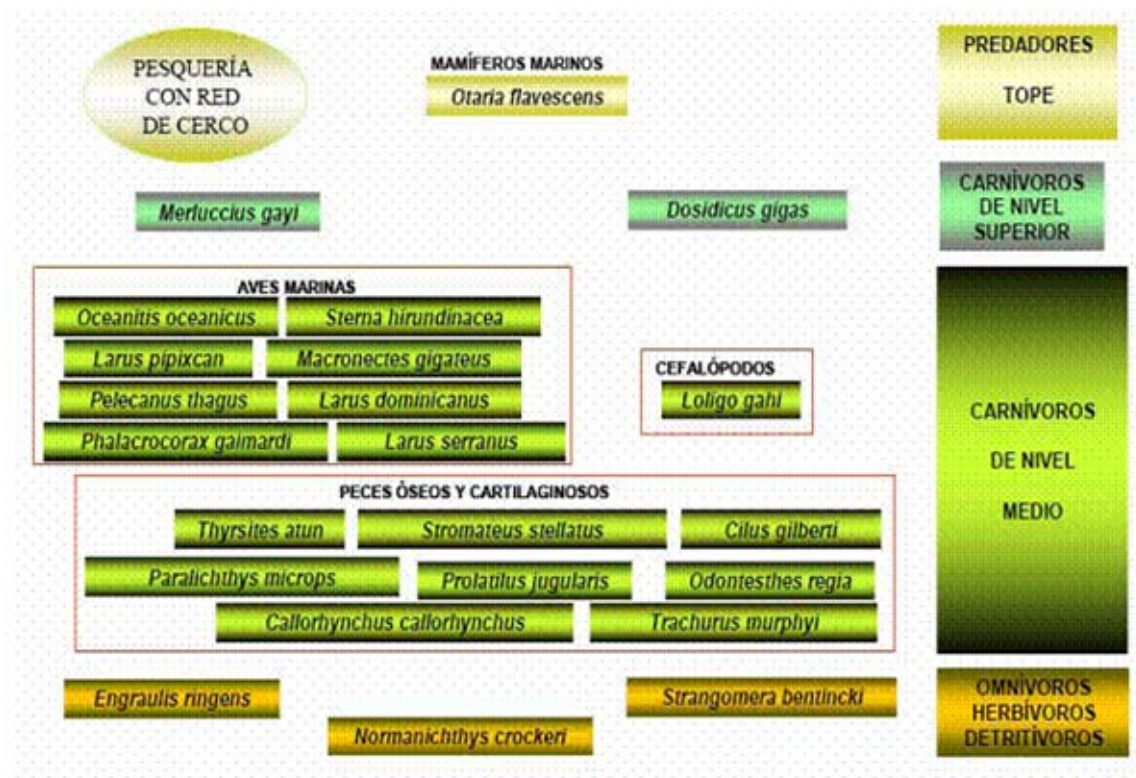 PESQUERÍA
CON RED
DE CERCO
MAMÍFEROS MARINOS
Otaria flavescens
PREDADORES
TOPE
Merluccius gayi
Dosidicus gigas
CARNÌVOROS
DE NIVEL
SUPERIOR
AVES MARINAS
Oceanitis oceanicus
Sterna hirundinacea
Larus pipixcan
Macronectes gigateus
Pelecanus thagus
Larus dominicanus
Phalacrocorax gaimardi
Larus serranus
CEFALÓPODOS
Loligo gahi
CARNÍVOROS
DE NIVEL
MEDIO
PECES ÓSEOS Y CARTILAGINOSOS
Thyrsites atun
Stromateus stellatus
Cilus gilberti
Paralichthys microps
Prolatilus jugularis
Odontesthes regia
Callorhynchus callorhynchus
Trachurus murphyi
Engraulis ringens
Strangomera bentincki
Normanichthys crockeri
OMNÍVOROS
HERBÍVOROS
DETRITÍVOROS